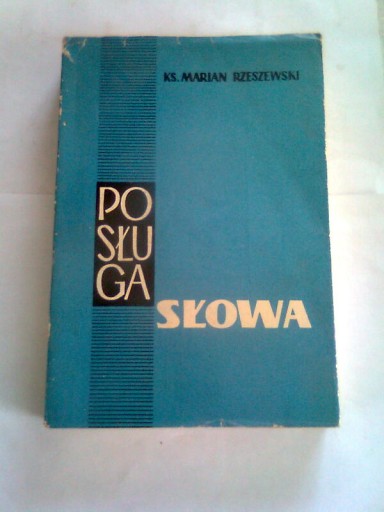 KS. MARIAN RZESZEWSKI
PO
SŁU
GA
SŁOWA